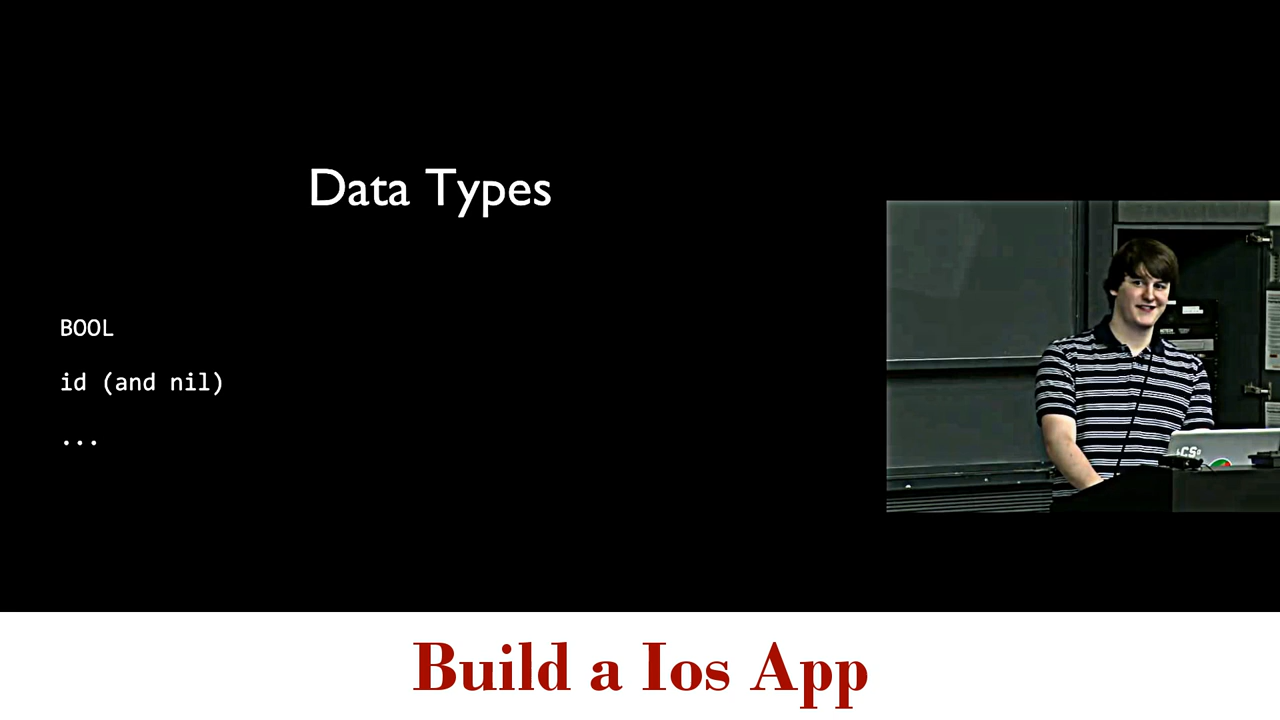 Data Types
BOOL
id (and nil)
...
Build a Ios App